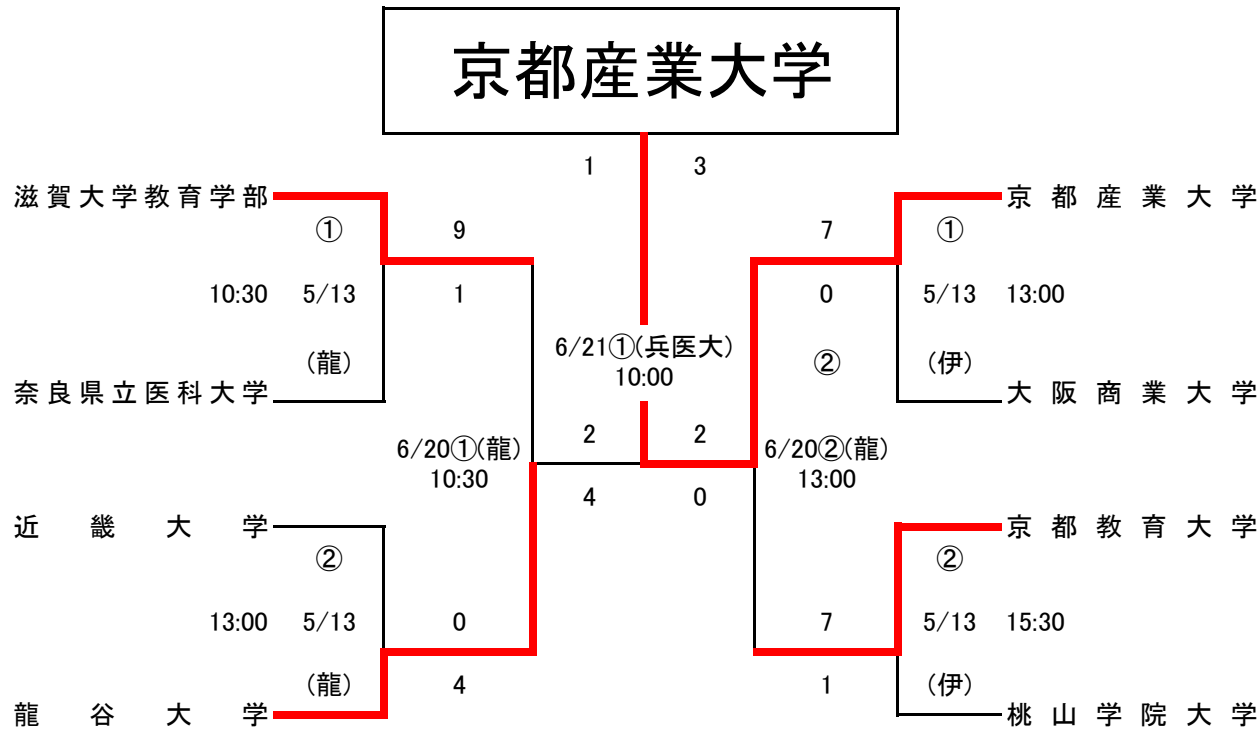 京都産業大学
1 3
滋賀大学教育学部 京都産業大学
① 9 7 ①
10:30 5/13 1 0 5/13 13:00
6/21①(兵医大)
10:00
(龍) ② (伊)
奈良県立医科大学 大阪商業大学
2 2
6/20①(龍) 6/20②(龍)
10:30 13:00
4 0
近畿大学 京都教育大学
② ②
13:00 5/13 0 7 5/13 15:30
(龍) 4 1 (伊)
龍谷大学 桃山学院大学